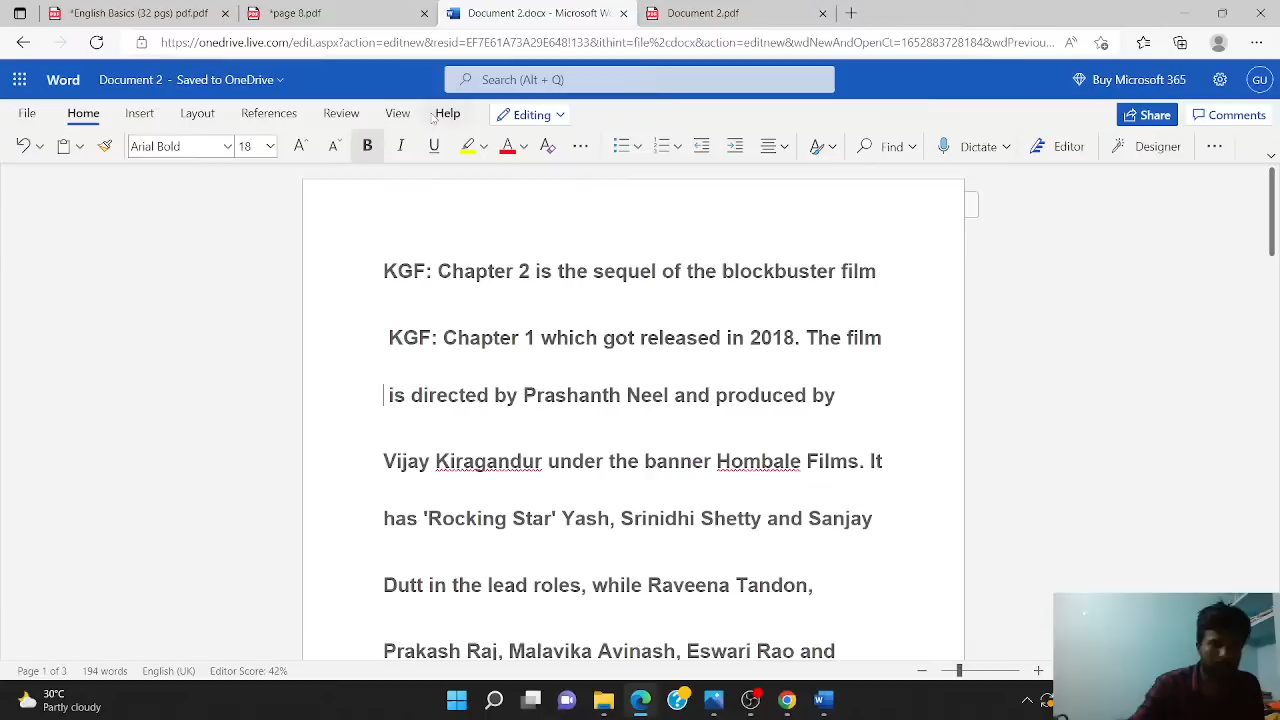 *English Basics (32 pgs) pdf.pdf
*page 8.pdf
Document 2.docx - Microsoft Wo
Document 2.pdf
https://onedrive.live.com/edit.aspx?action=editnew&resid=EF7E61A73A29E648!133&ithint=file%2cdocx&action=editnew&wdNewAndOpenCt=1652883728184&wdPreviou...
Word Document 2 - Saved to OneDrive
Search (Alt + Q)
Buy Microsoft 365
GU
File Home Insert Layout References Review View Help Editing
Share Comments
Arial Bold 18 B I U A Find Dictate Editor Designer
KGF: Chapter 2 is the sequel of the blockbuster film
KGF: Chapter 1 which got released in 2018. The film
is directed by Prashanth Neel and produced by
Vijay Kiragandur under the banner Hombale Films. It
has 'Rocking Star' Yash, Srinidhi Shetty and Sanjay
Dutt in the lead roles, while Raveena Tandon,
Prakash Raj, Malavika Avinash, Eswari Rao and
Page 1 of 3 194 words English (UK) Editor Score: 42%
30°C
Partly cloudy